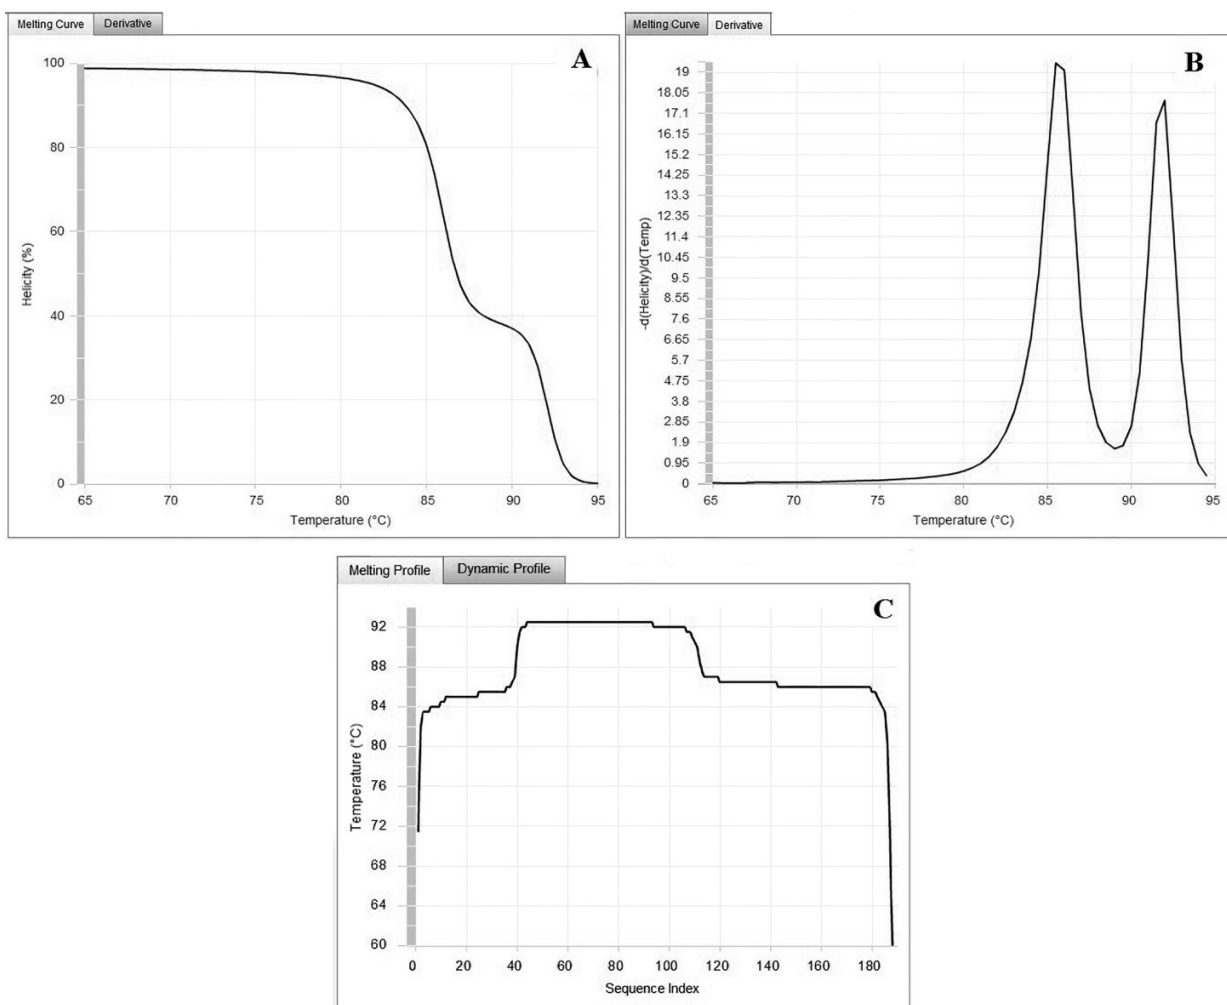 Melting Curve Derivative
A
100
80
60
40
20
0
Helicity (%)
65 70 75 80 85 90 95
Temperature (°C)
Melting Curve Derivative
B
19
18.05
17.1
16.15
15.2
14.25
13.3
12.35
11.4
10.45
9.5
8.55
7.6
6.65
5.7
4.75
3.8
2.85
1.9
0.95
0
-d(Helicity)/d(Temp)
65 70 75 80 85 90 95
Temperature (°C)
Melting Profile Dynamic Profile
C
92
88
84
80
76
72
68
64
60
Temperature (°C)
0 20 40 60 80 100 120 140 160 180
Sequence Index